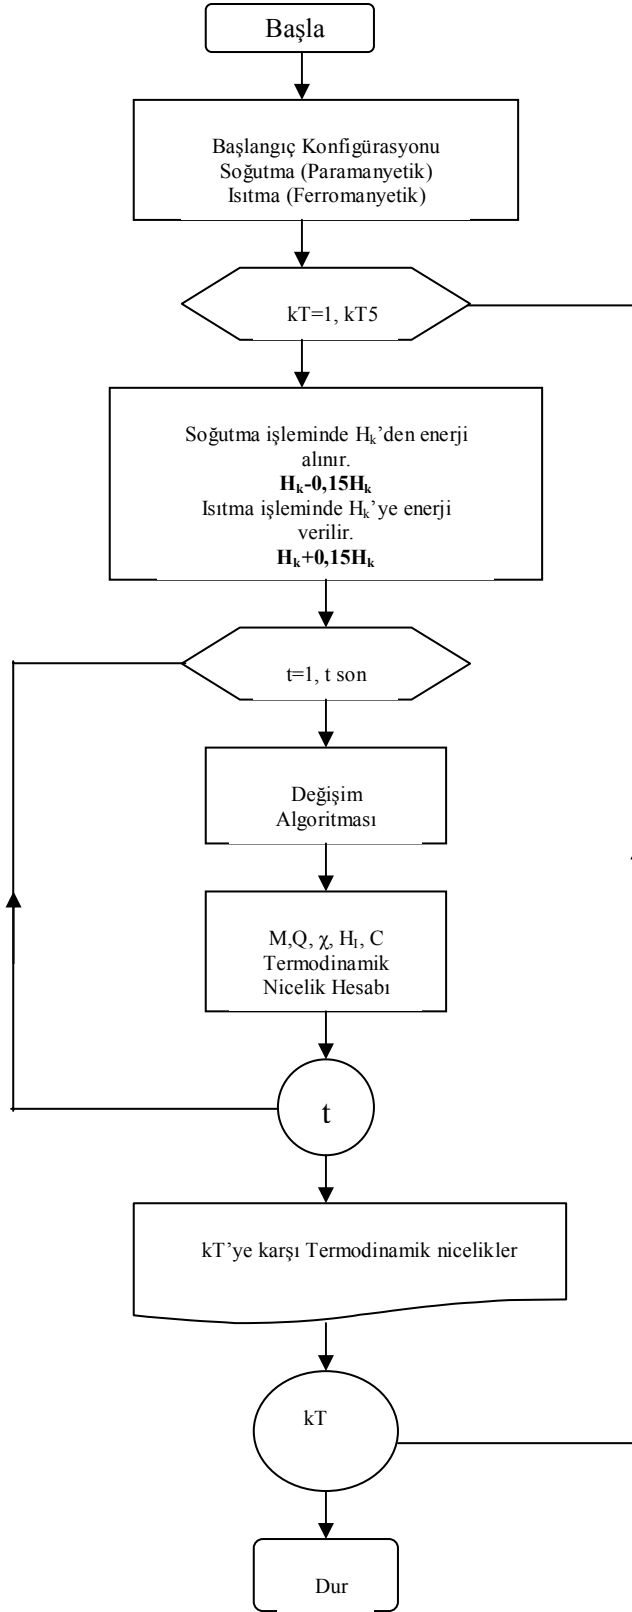 Başla
Başlangıç Konfigürasyonu
Soğutma (Paramanyetik)
Isıtma (Ferromanyetik)
kT=1, kT5
Soğutma işleminde Hₖ’den enerji
alınır.
Hₖ-0,15Hₖ
Isıtma işleminde Hₖ’ye enerji
verilir.
Hₖ+0,15Hₖ
t=1, t son
Değişim
Algoritması
M,Q, χ, H_I, C
Termodinamik
Nicelik Hesabı
t
kT’ye karşı Termodinamik nicelikler
kT
Dur